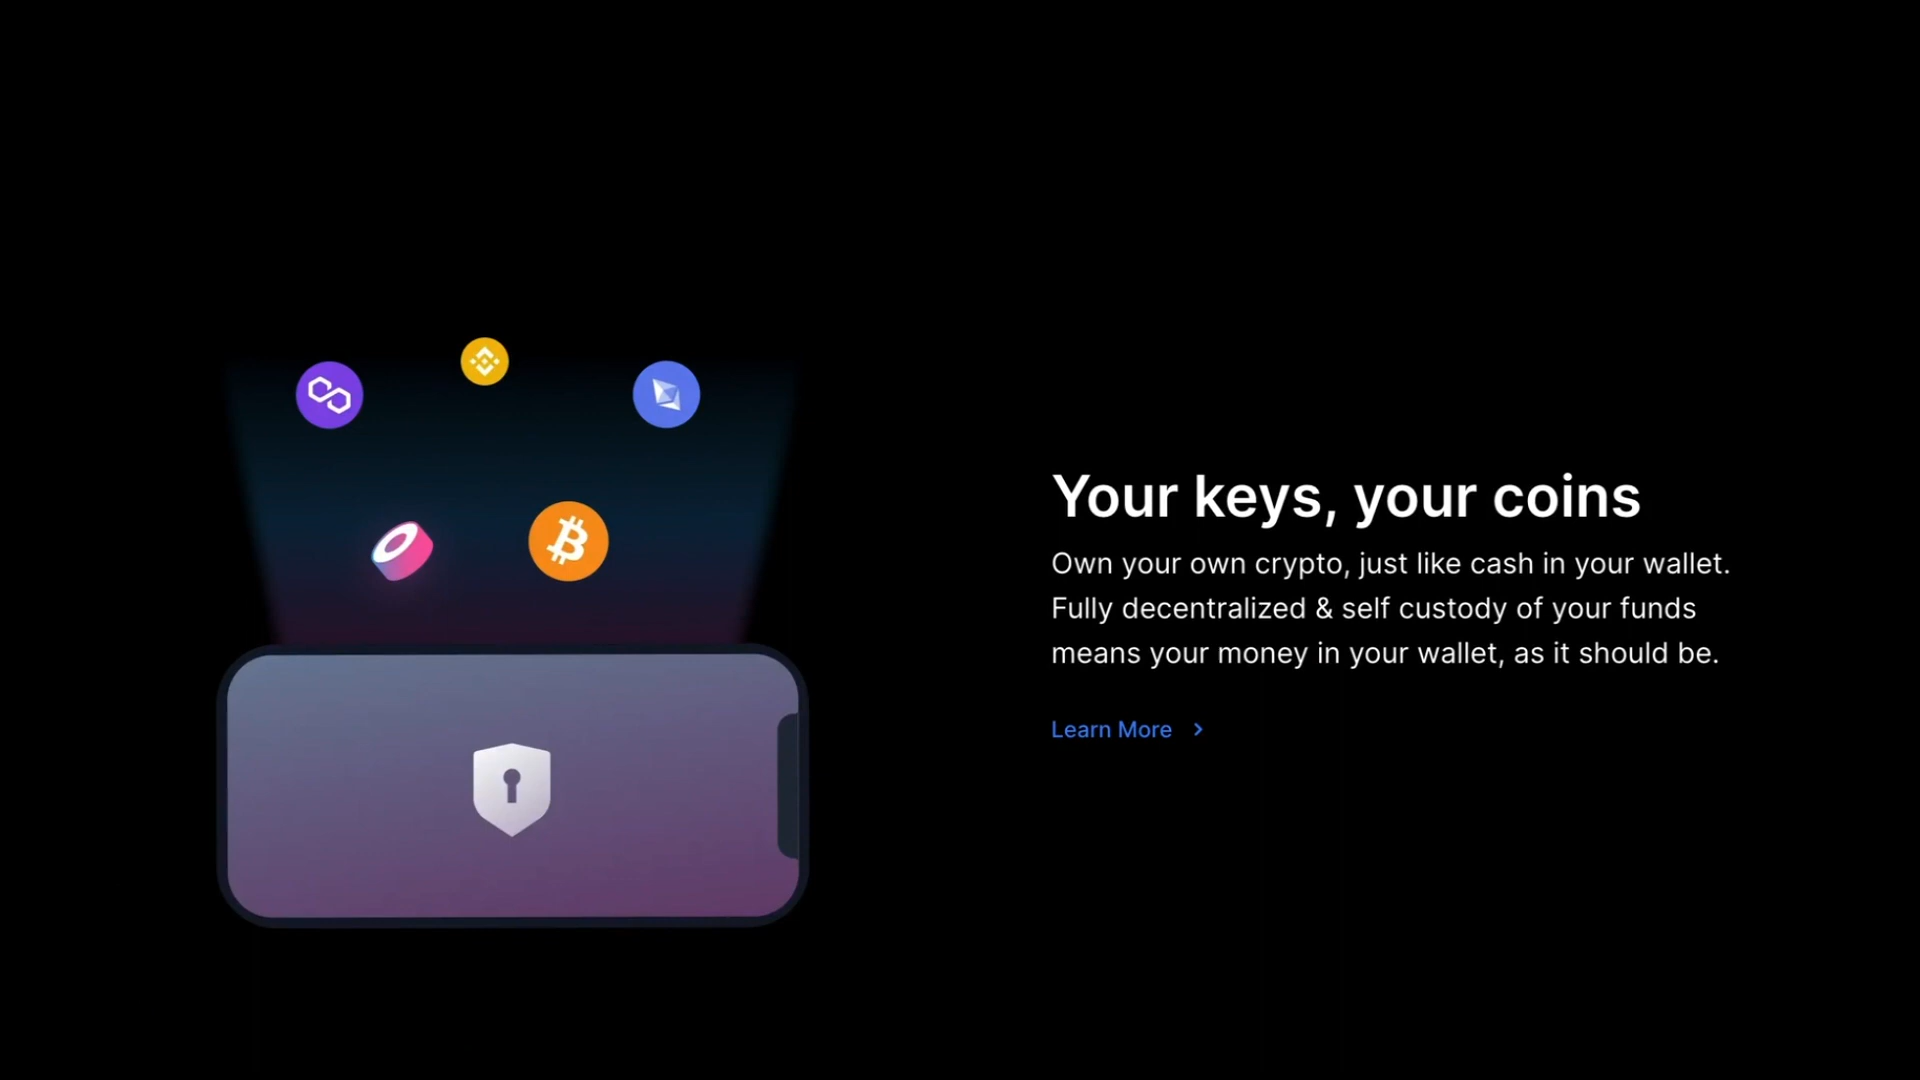 Your keys, your coins
Own your own crypto, just like cash in your wallet.
Fully decentralized & self custody of your funds
means your money in your wallet, as it should be.
Learn More